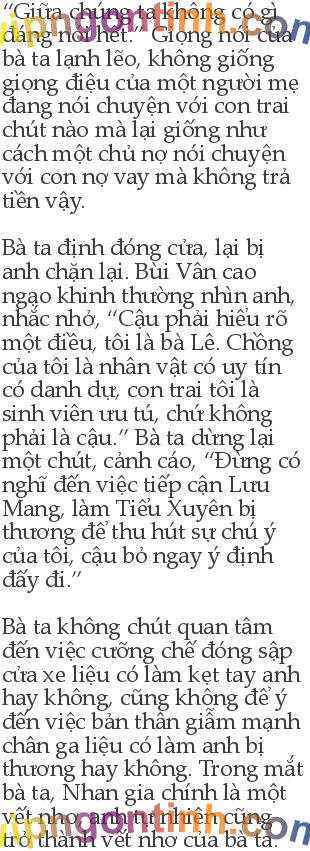 “Giữa chúng ta không có gì
đáng nói hết.” Giọng nói của
bà ta lạnh lẽo, không giống
giọng điệu của một người mẹ
đang nói chuyện với con trai
chút nào mà lại giống như
cách một chủ nợ nói chuyện
với con nợ vay mà không trả
tiền vậy.
Bà ta định đóng cửa, lại bị
anh chặn lại. Bùi Vân cao
ngạo khinh thường nhìn anh,
nhắc nhở, “Cậu phải hiểu rõ
một điều, tôi là bà Lê. Chồng
của tôi là nhân vật có uy tín
có danh dự, con trai tôi là
sinh viên ưu tú, chứ không
phải là cậu.” Bà ta dừng lại
một chút, cảnh cáo, “Đừng có
nghĩ đến việc tiếp cận Lưu
Mang, làm Tiểu Xuyên bị
thương để thu hút sự chú ý
của tôi, cậu bỏ ngay ý định
đấy đi.”
Bà ta không chút quan tâm
đến việc cưỡng chế đóng sập
cửa xe liệu có làm kẹt tay anh
hay không, cũng không để ý
đến việc bản thân giẫm mạnh
chân ga liệu có làm anh bị
thương hay không. Trong mắt
bà ta, Nhan gia chính là một
vết nhơ, anh tự nhiên cũng
trở thành vết nhơ của bà ta.
vipngontinh.com
vipngontinh.com